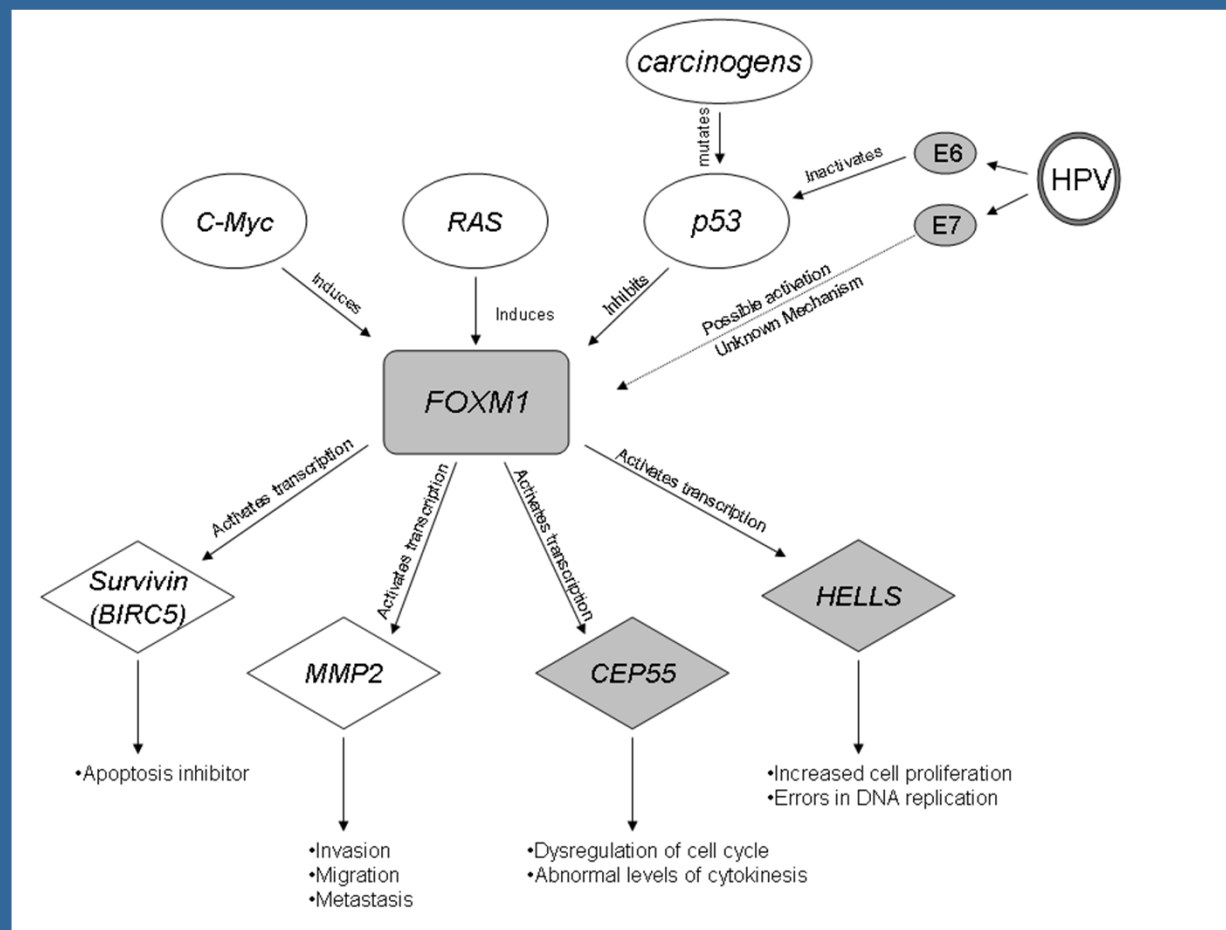 carcinogens
mutates
Inactivates
E6
HPV
E7
C-Myc
RAS
p53
Induces
Induces
Inhibits
Possible activation
Unknown Mechanism
FOXM1
Activates transcription
Activates transcription
Activates transcription
Activates transcription
Survivin
(BIRC5)
MMP2
CEP55
HELLS
•Apoptosis inhibitor
•Increased cell proliferation
•Errors in DNA replication
•Invasion
•Migration
•Metastasis
•Dysregulation of cell cycle
•Abnormal levels of cytokinesis